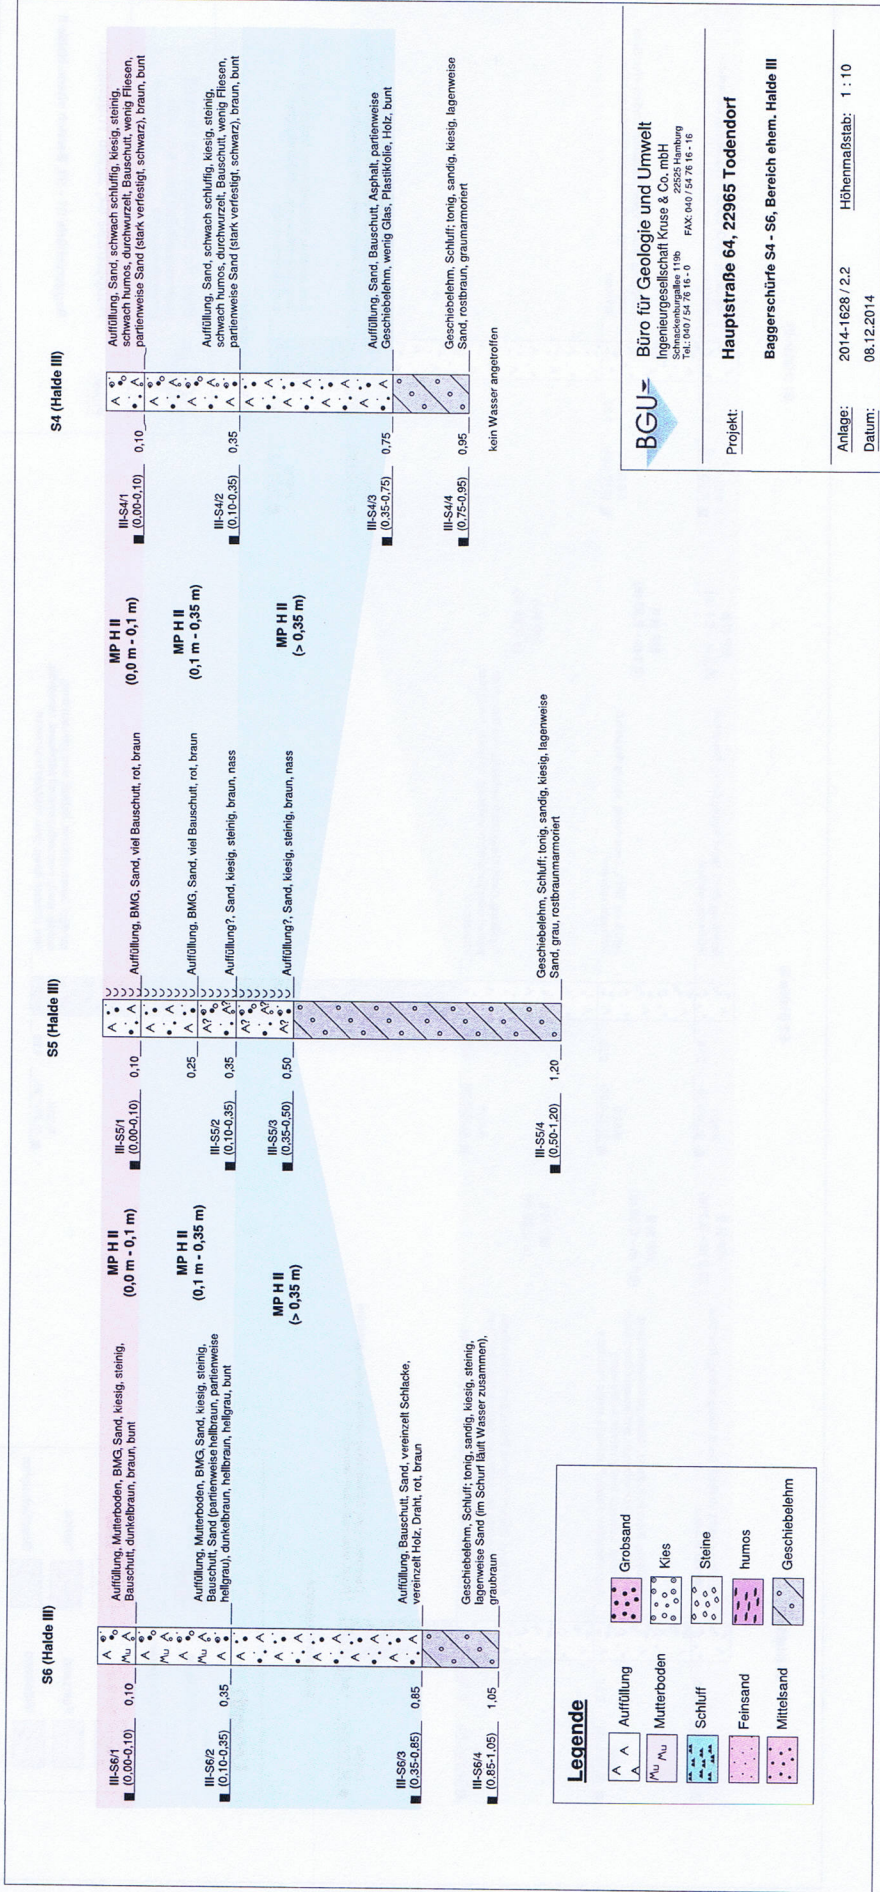 S6 (Halde III)
III-S6/1
(0,00-0,10)
0,10
Auffüllung, Mutterboden, BMG, Sand, kiesig, steinig,
Bauschutt, dunkelbraun, braun, bunt
III-S6/2
(0,10-0,35)
0,35
Auffüllung, Mutterboden, BMG, Sand, kiesig, steinig,
Bauschutt, Sand (partienweise hellbraun, partienweise
hellgrau), dunkelbraun, hellbraun, hellgrau, bunt
III-S6/3
(0,35-0,85)
0,85
Auffüllung, Bauschutt, Sand, vereinzelt Schlacke,
vereinzelt Holz, Draht, rot, braun
III-S6/4
(0,85-1,05)
1,05
Geschiebelehm, Schluff; tonig, sandig, kiesig, steinig,
lagenweise Sand (im Schurf läuft Wasser zusammen),
graubraun
MP H II
(0,0 m - 0,1 m)
MP H II
(0,1 m - 0,35 m)
MP H II
(> 0,35 m)
S5 (Halde III)
III-S5/1
(0,00-0,10)
0,10
Auffüllung, BMG, Sand, viel Bauschutt, rot, braun
0,25
Auffüllung, BMG, Sand, viel Bauschutt, rot, braun
III-S5/2
(0,10-0,35)
0,35
Auffüllung?, Sand, kiesig, steinig, braun, nass
III-S5/3
(0,35-0,50)
0,50
Auffüllung?, Sand, kiesig, steinig, braun, nass
III-S5/4
(0,50-1,20)
1,20
Geschiebelehm, Schluff; tonig, sandig, kiesig, lagenweise
Sand, grau, rostbraunmarmoriert
MP H II
(0,0 m - 0,1 m)
MP H II
(0,1 m - 0,35 m)
MP H II
(> 0,35 m)
S4 (Halde III)
III-S4/1
(0,00-0,10)
0,10
Auffüllung, Sand, schwach schluffig, kiesig, steinig,
schwach humos, durchwurzelt, Bauschutt, wenig Fliesen,
partienweise Sand (stark verfestigt, schwarz), braun, bunt
III-S4/2
(0,10-0,35)
0,35
Auffüllung, Sand, schwach schluffig, kiesig, steinig,
schwach humos, durchwurzelt, Bauschutt, wenig Fliesen,
partienweise Sand (stark verfestigt, schwarz), braun, bunt
III-S4/3
(0,35-0,75)
0,75
Auffüllung, Sand, Bauschutt, Asphalt, partienweise
Geschiebelehm, wenig Glas, Plastikfolie, Holz, bunt
III-S4/4
(0,75-0,95)
0,95
Geschiebelehm, Schluff; tonig, sandig, kiesig, lagenweise
Sand, rostbraun, graumarmoriert
kein Wasser angetroffen
Legende
A A A Auffüllung
Mu Mu Mutterboden
Schluff
Feinsand
Mittelsand
Grobsand
Kies
Steine
humos
Geschiebelehm
BGU
Büro für Geologie und Umwelt
Ingenieurgesellschaft Kruse & Co. mbH
Schnackenburgallee 119b 22525 Hamburg
Tel.: 040 / 54 76 16 - 0 FAX: 040 / 54 76 16 - 16
Projekt: Hauptstraße 64, 22965 Todendorf
Baggerschürfe S4 - S6, Bereich ehem. Halde III
Anlage: 2014-1628 / 2.2 Höhenmaßstab: 1 : 10
Datum: 08.12.2014